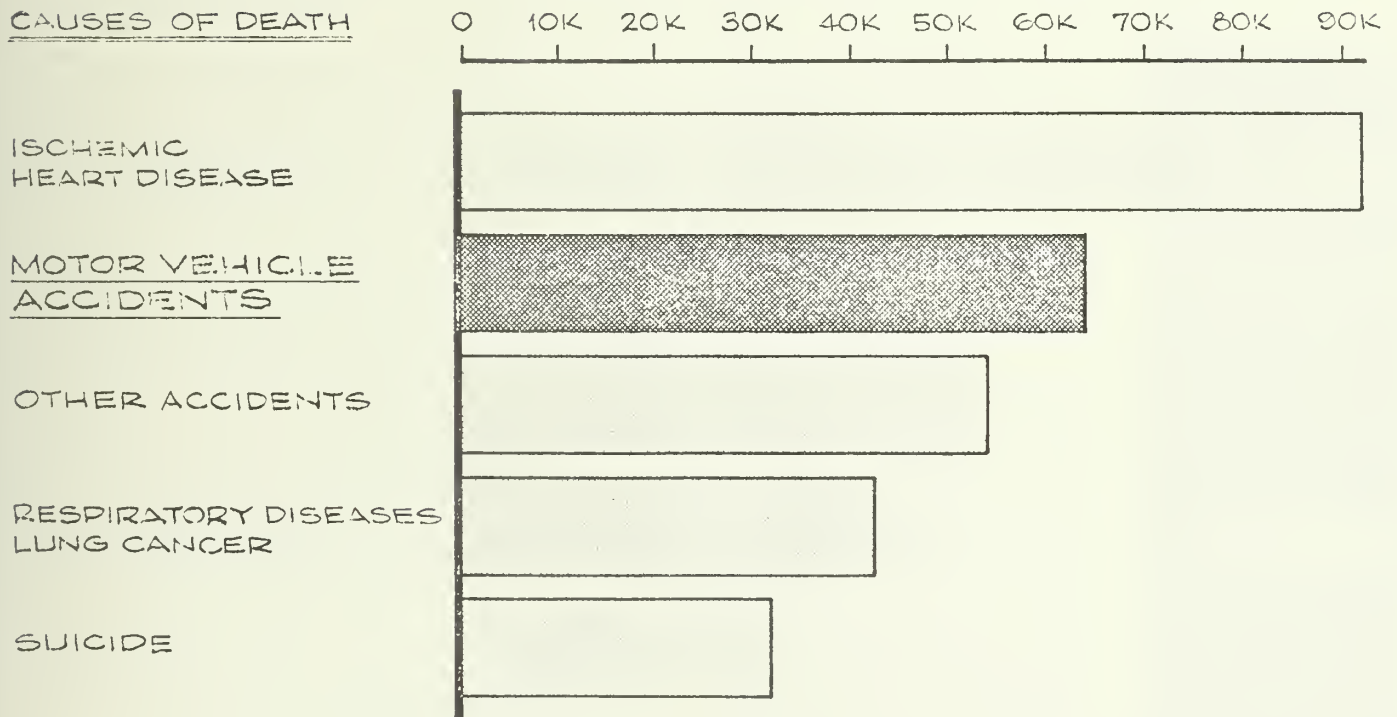 CAUSES OF DEATH 0 10K 20K 30K 40K 50K 60K 70K 80K 90K
ISCHEMIC
HEART DISEASE
MOTOR VEHICLE
ACCIDENTS
OTHER ACCIDENTS
RESPIRATORY DISEASES
LUNG CANCER
SUICIDE